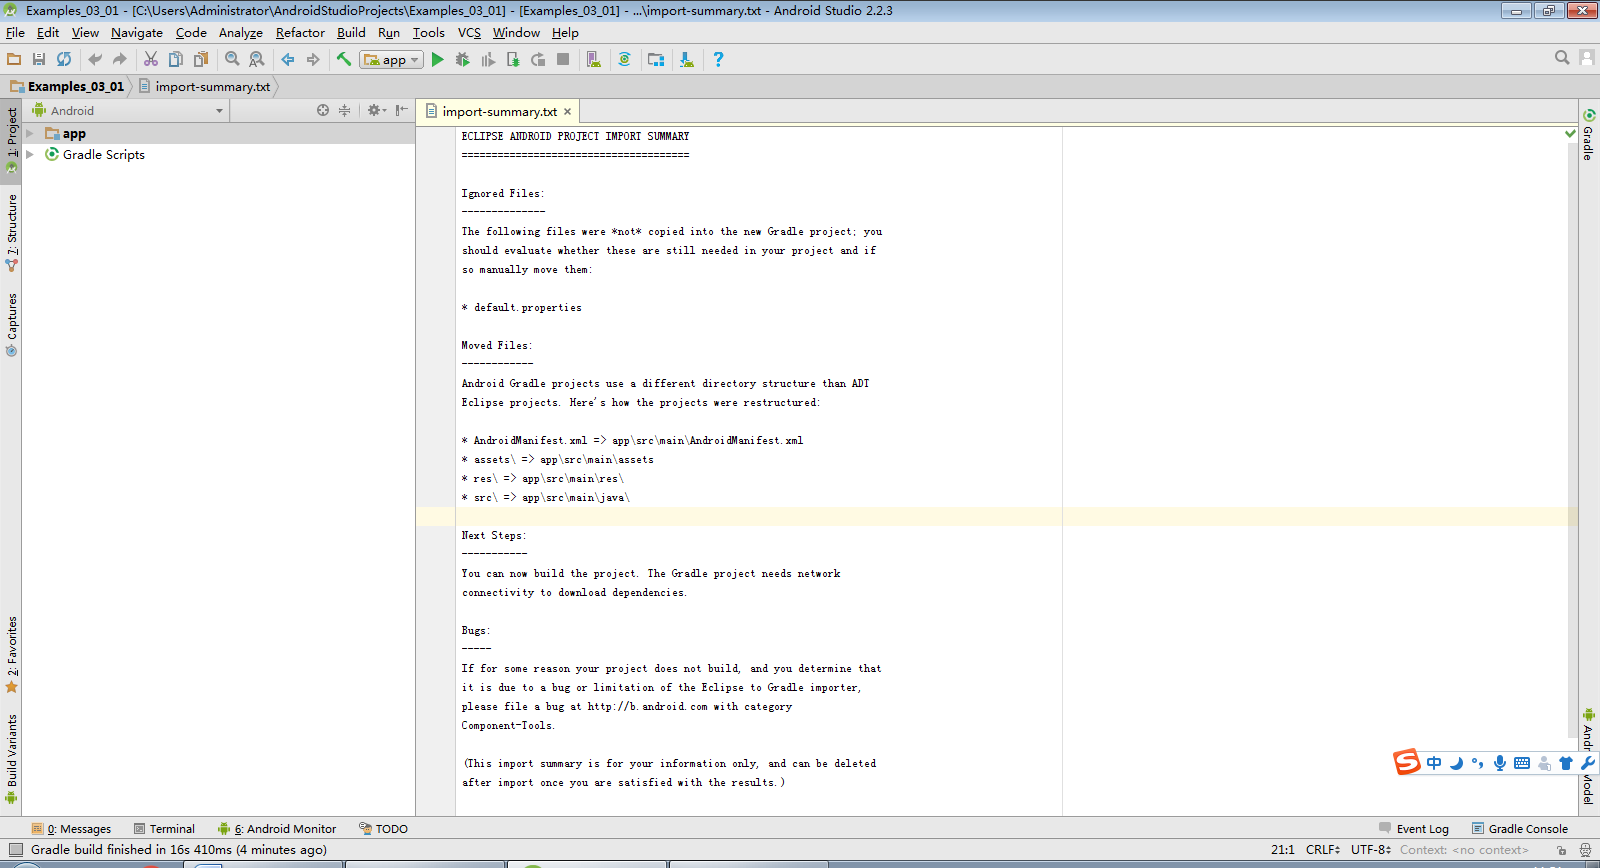 Examples_03_01 - [C:\Users\Administrator\AndroidStudioProjects\Examples_03_01] - [Examples_03_01] - ...\import-summary.txt - Android Studio 2.2.3
File Edit View Navigate Code Analyze Refactor Build Run Tools VCS Window Help
app
Examples_03_01 import-summary.txt
Android
import-summary.txt
1: Project
7: Structure
Captures
2: Favorites
Build Variants
app
Gradle Scripts
ECLIPSE ANDROID PROJECT IMPORT SUMMARY
======================================
Ignored Files:
--------------
The following files were *not* copied into the new Gradle project; you
should evaluate whether these are still needed in your project and if
so manually move them:
* default.properties
Moved Files:
------------
Android Gradle projects use a different directory structure than ADT
Eclipse projects. Here's how the projects were restructured:
* AndroidManifest.xml => app\src\main\AndroidManifest.xml
* assets\ => app\src\main\assets
* res\ => app\src\main\res\
* src\ => app\src\main\java\
Next Steps:
-----------
You can now build the project. The Gradle project needs network
connectivity to download dependencies.
Bugs:
-----
If for some reason your project does not build, and you determine that
it is due to a bug or limitation of the Eclipse to Gradle importer,
please file a bug at http://b.android.com with category
Component-Tools.
(This import summary is for your information only, and can be deleted
after import once you are satisfied with the results.)
Gradle
Model
中
0: Messages Terminal 6: Android Monitor TODO Event Log Gradle Console
Gradle build finished in 16s 410ms (4 minutes ago) 21:1 CRLF UTF-8 Context: <no context>